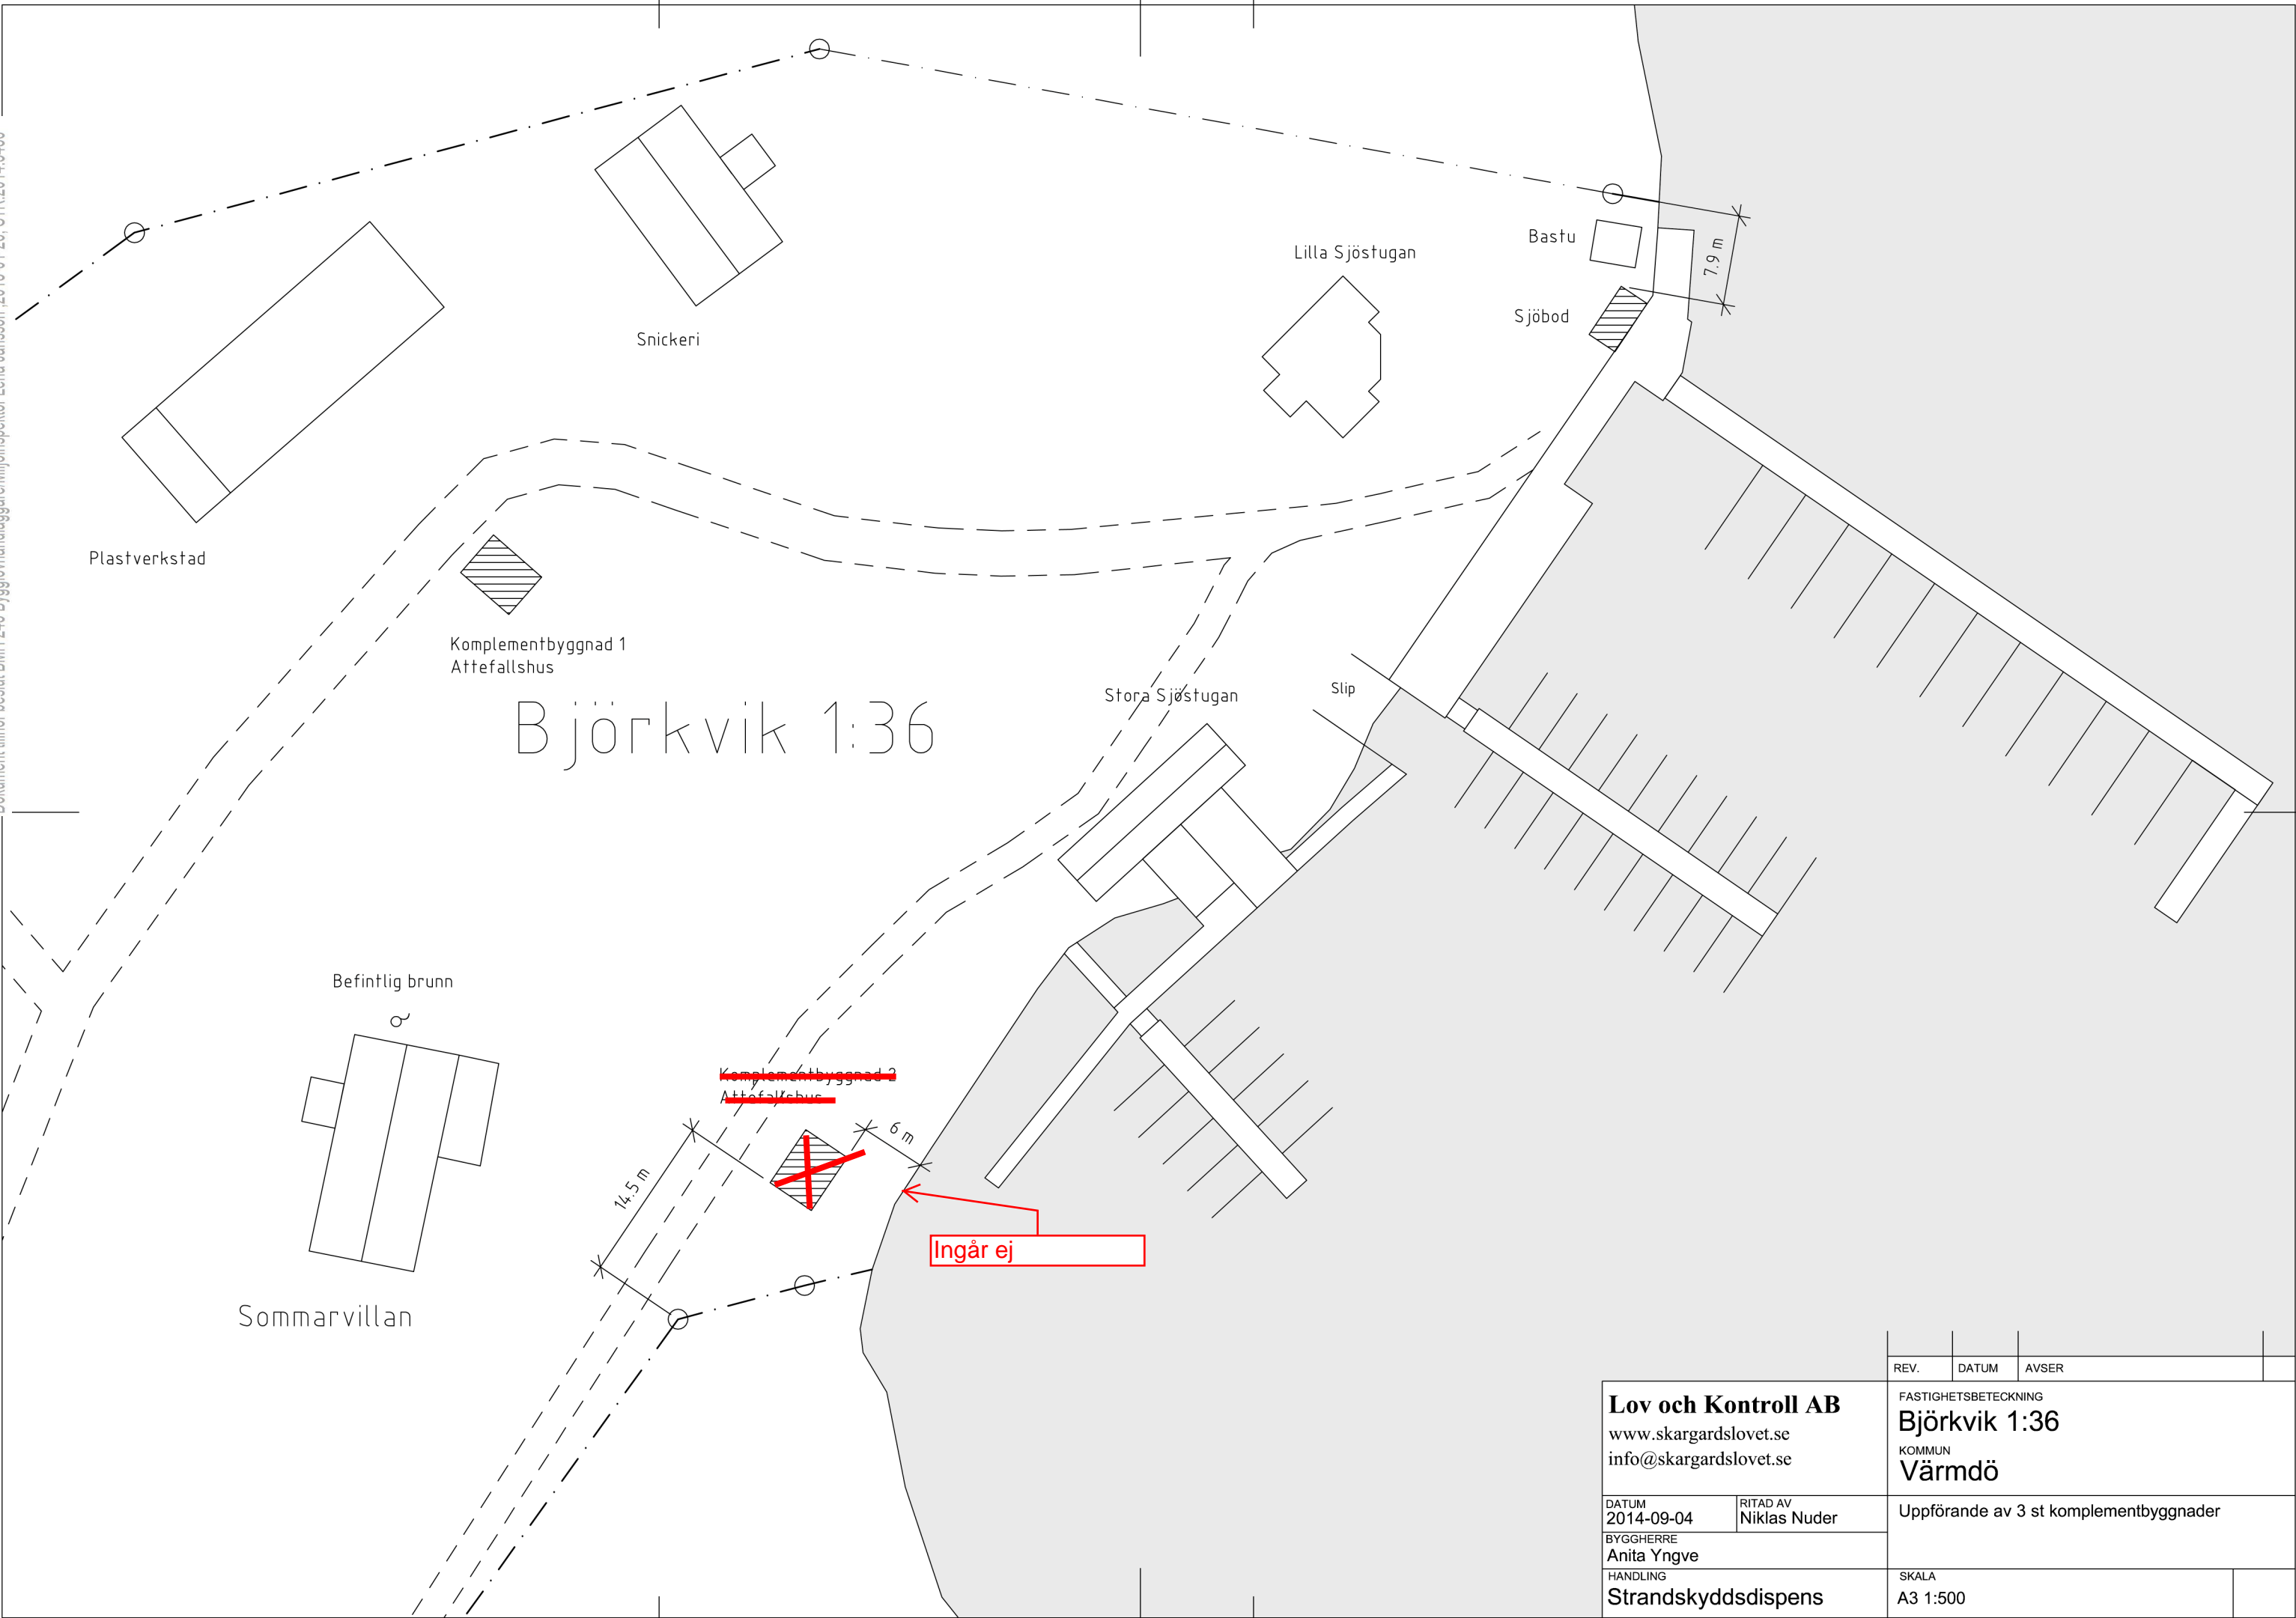 Bastu
7.9 m
Lilla Sjöstugan
Sjöbod
Snickeri
Plastverkstad
Komplementbyggnad 1
Attefallshus
Björkvik 1:36
Stora Sjöstugan
Slip
Befintlig brunn
Komplementbyggnad 2
Attefallshus
6 m
14.5 m
Ingår ej
Sommarvillan
REV. DATUM AVSER
Lov och Kontroll AB
www.skargardslovet.se
info@skargardslovet.se
FASTIGHETSBETECKNING
Björkvik 1:36
KOMMUN
Värmdö
DATUM
2014-09-04
RITAD AV
Niklas Nuder
Uppförande av 3 st komplementbyggnader
BYGGHERRE
Anita Yngve
HANDLING
Strandskyddsdispens
SKALA
A3 1:500